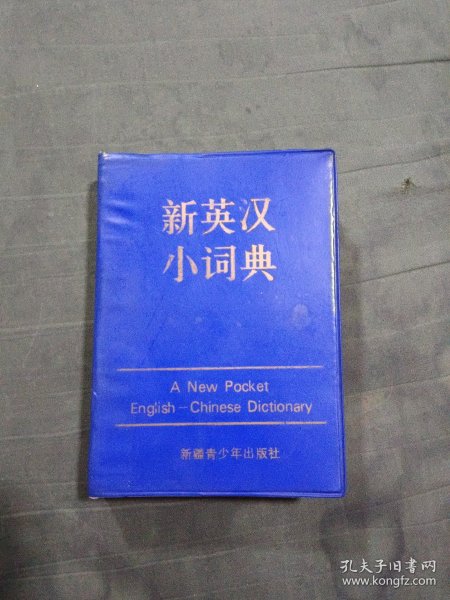 新英汉
小词典
A New Pocket
English－Chinese Dictionary
新疆青少年出版社
孔夫子旧书网
www.kongfz.com